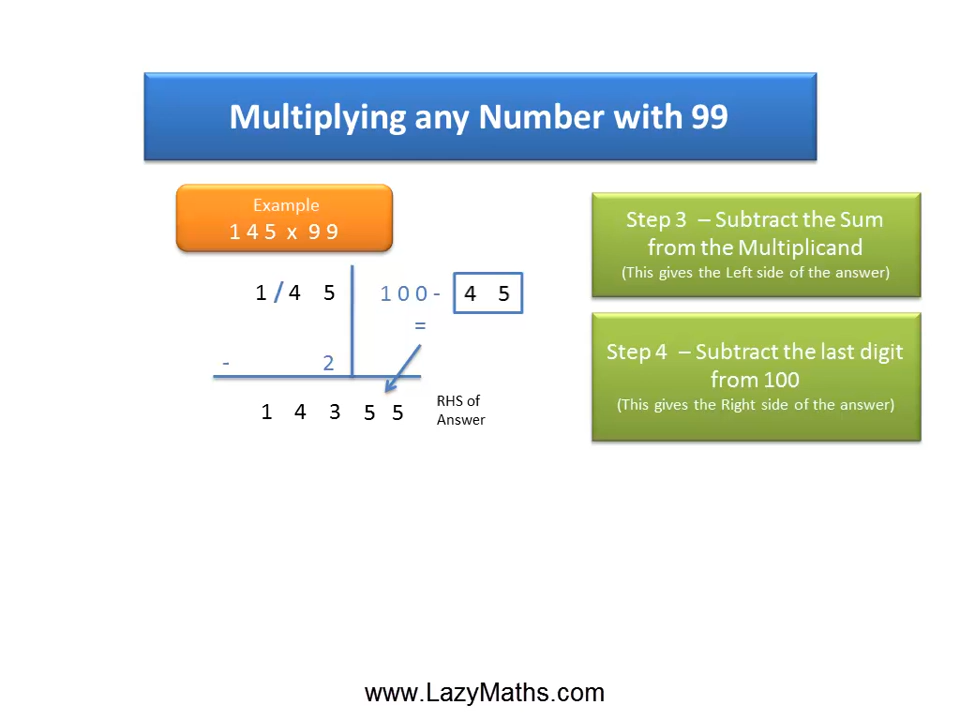 Multiplying any Number with 99
Example
1 4 5 x 9 9
1 / 4 5 1 0 0 - 4 5
=
- 2
1 4 3 5 5
RHS of
Answer
Step 3 – Subtract the Sum
from the Multiplicand
(This gives the Left side of the answer)
Step 4 – Subtract the last digit
from 100
(This gives the Right side of the answer)
www.LazyMaths.com